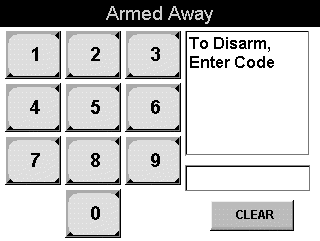 Armed Away
1 2 3
To Disarm,
Enter Code
4 5 6
7 8 9
0
CLEAR